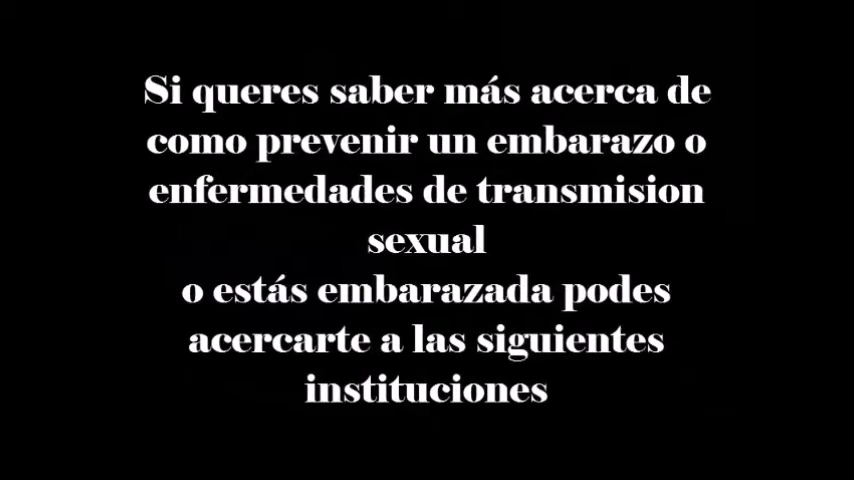 Si queres saber más acerca de
como prevenir un embarazo o
enfermedades de transmision
sexual
o estás embarazada podes
acercarte a las siguientes
instituciones